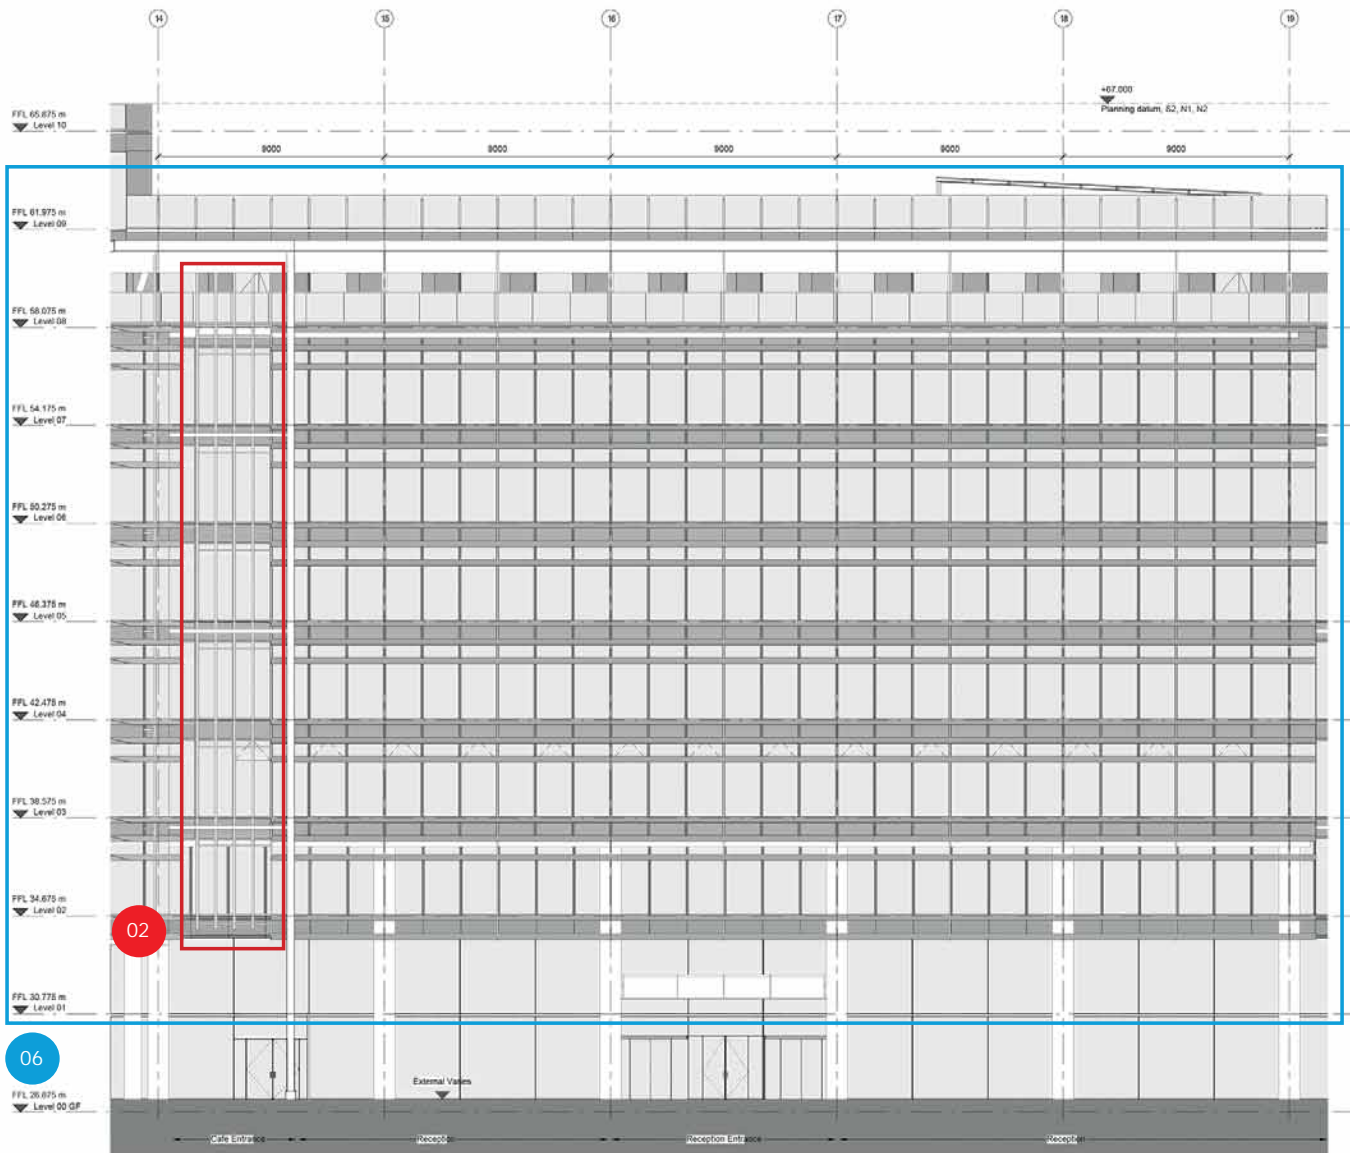 14 15 16 17 18 19
+67.000
Planning datum, S2, N1, N2
FFL 65.875 m
Level 10
9000 9000 9000 9000 9000
FFL 61.975 m
Level 09
FFL 58.075 m
Level 08
FFL 54.175 m
Level 07
FFL 50.275 m
Level 06
FFL 46.375 m
Level 05
FFL 42.475 m
Level 04
FFL 38.575 m
Level 03
FFL 34.675 m
Level 02
02
FFL 30.775 m
Level 01
06
External Varies
FFL 26.875 m
Level 00 GF
Cafe Entrance Reception Reception Entrance Reception